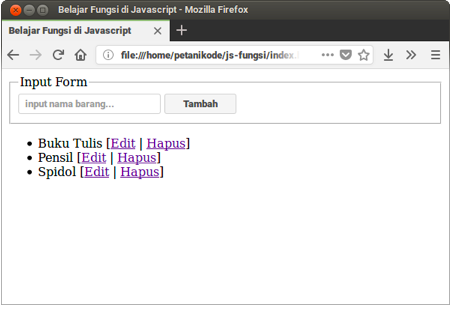 Belajar Fungsi di Javascript - Mozilla Firefox
Belajar Fungsi di Javascript
file:///home/petanikode/js-fungsi/index.
Input Form
input nama barang...
Tambah
Buku Tulis [Edit | Hapus]
Pensil [Edit | Hapus]
Spidol [Edit | Hapus]